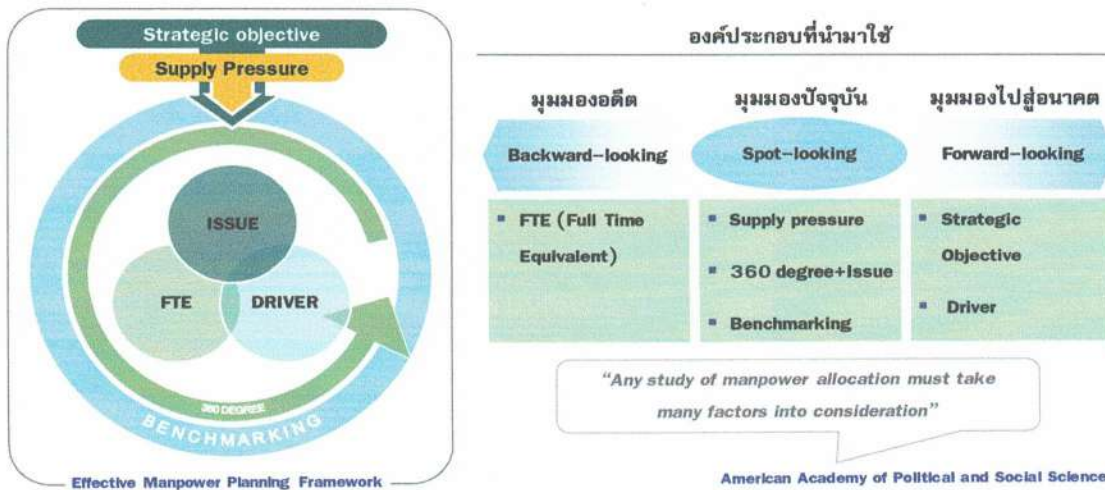 Strategic objective
Supply Pressure
ISSUE
FTE
DRIVER
360 DEGREE
BENCHMARKING
Effective Manpower Planning Framework
องค์ประกอบที่นำมาใช้
มุมมองอดีต
มุมมองปัจจุบัน
มุมมองไปสู่อนาคต
Backward-looking
Spot-looking
Forward-looking
▪ FTE (Full Time
Equivalent)
▪ Supply pressure
▪ 360 degree+Issue
▪ Benchmarking
▪ Strategic
Objective
▪ Driver
"Any study of manpower allocation must take
many factors into consideration"
American Academy of Political and Social Science